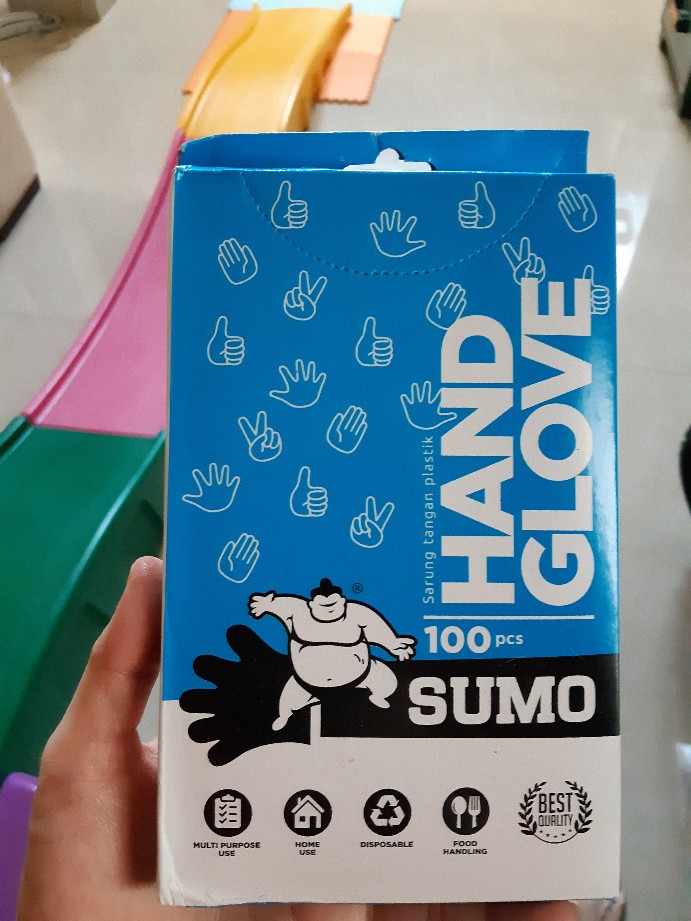 Sarung tangan plastik
HAND
GLOVE
100 pcs
®
SUMO
MULTI PURPOSE
USE
HOME
USE
DISPOSABLE
FOOD
HANDLING
BEST
QUALITY